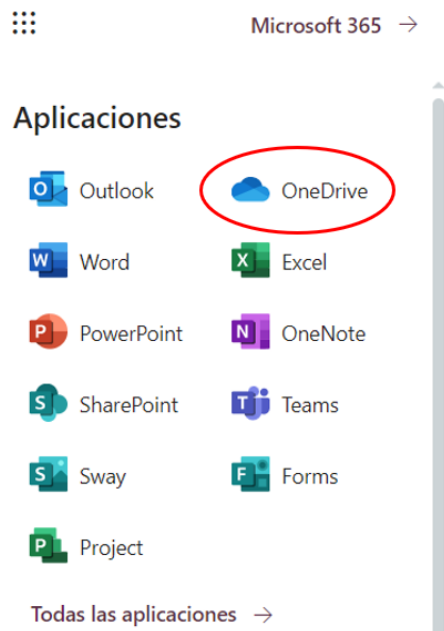 Microsoft 365 →
Aplicaciones
Outlook OneDrive
Word Excel
PowerPoint OneNote
SharePoint Teams
Sway Forms
Project
Todas las aplicaciones →